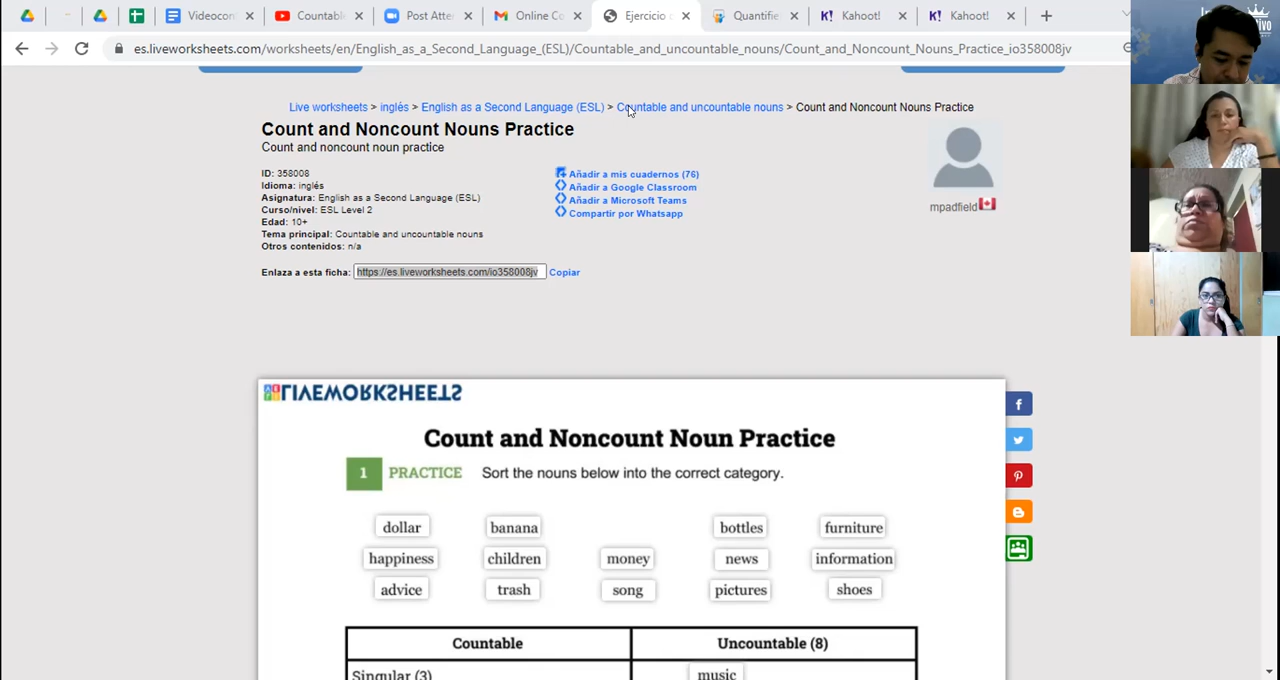 Videocon
Countable
Post Atte
Online Co
Ejercicio
Quantifie
Kahoot!
Kahoot!
es.liveworksheets.com/worksheets/en/English_as_a_Second_Language_(ESL)/Countable_and_uncountable_nouns/Count_and_Noncount_Nouns_Practice_io358008jv
Live worksheets > inglés > English as a Second Language (ESL) > Countable and uncountable nouns > Count and Noncount Nouns Practice
Count and Noncount Nouns Practice
Count and noncount noun practice
ID: 358008
Idioma: inglés
Asignatura: English as a Second Language (ESL)
Curso/nivel: ESL Level 2
Edad: 10+
Tema principal: Countable and uncountable nouns
Otros contenidos: n/a
Añadir a mis cuadernos (76)
Añadir a Google Classroom
Añadir a Microsoft Teams
Compartir por Whatsapp
mpadfield
Enlaza a esta ficha: https://es.liveworksheets.com/io358008jv Copiar
LIVEWORKSHEETS
Count and Noncount Noun Practice
1 PRACTICE Sort the nouns below into the correct category.
dollar banana bottles furniture
happiness children money news information
advice trash song pictures shoes
Countable Uncountable (8)
Singular (3) music